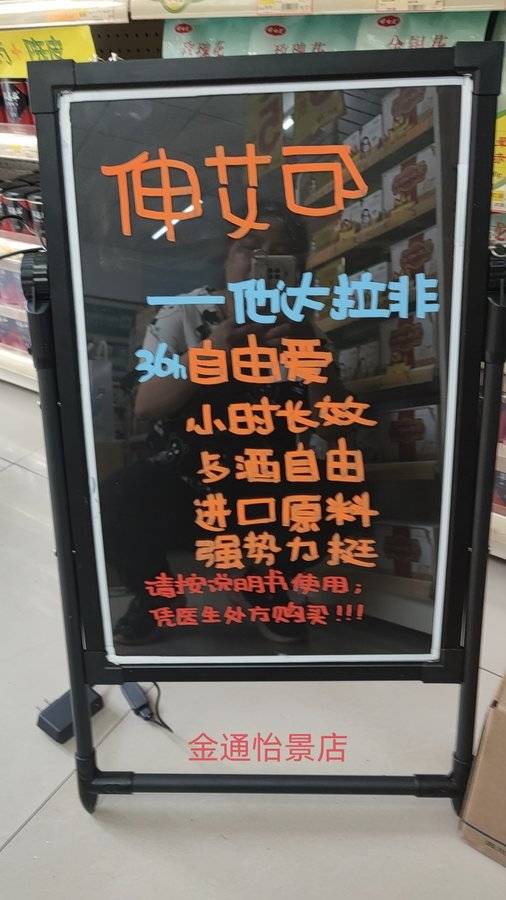 伸艾可
——他达拉非
36h自由爱
小时长效
与酒自由
进口原料
强势力挺
请按说明书使用；
凭医生处方购买!!!
金通怡景店